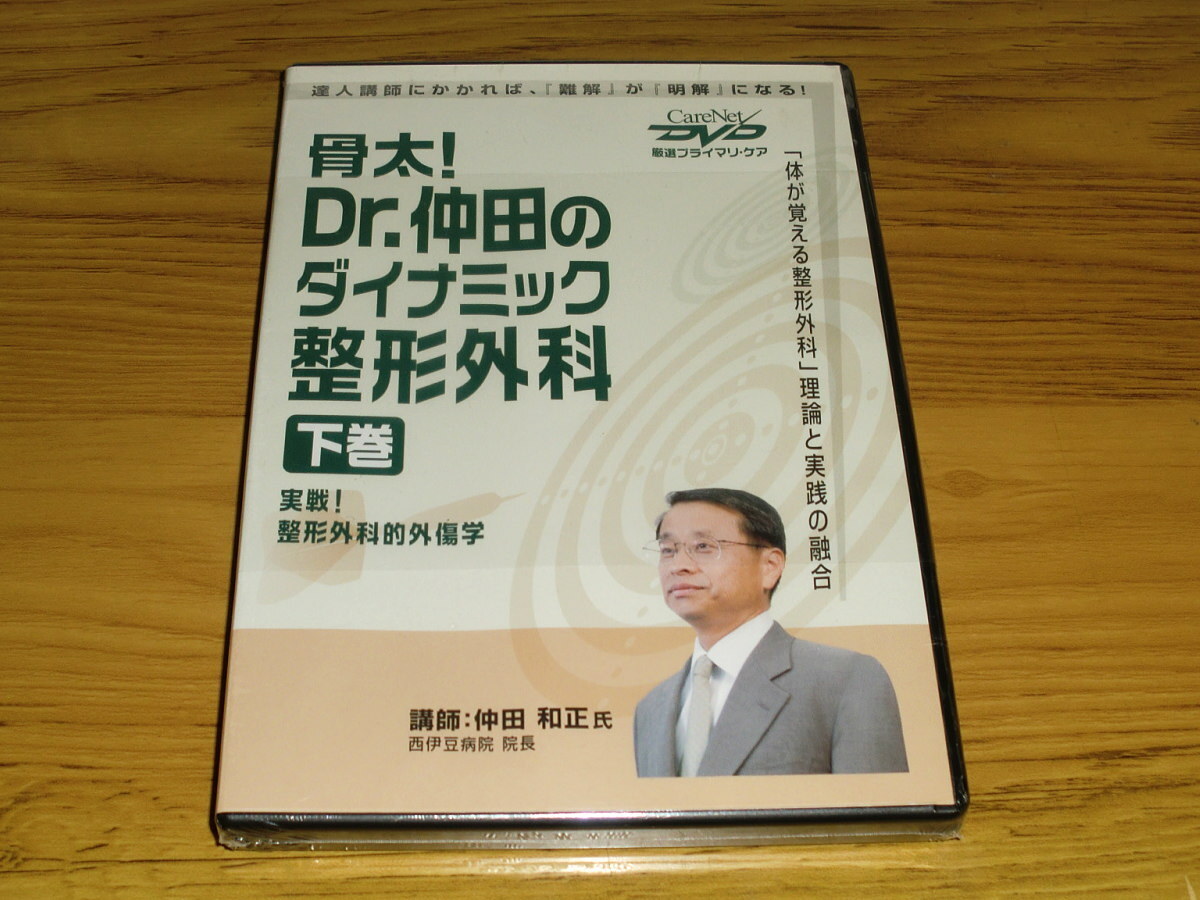 達人講師にかかれば、『難解』が『明解』になる!
CareNet
DVD
厳選プライマリ・ケア
骨太!
Dr.仲田の
ダイナミック
整形外科
下巻
実戦!
整形外科的外傷学
「体が覚える整形外科」理論と実践の融合
講師:仲田 和正氏
西伊豆病院 院長